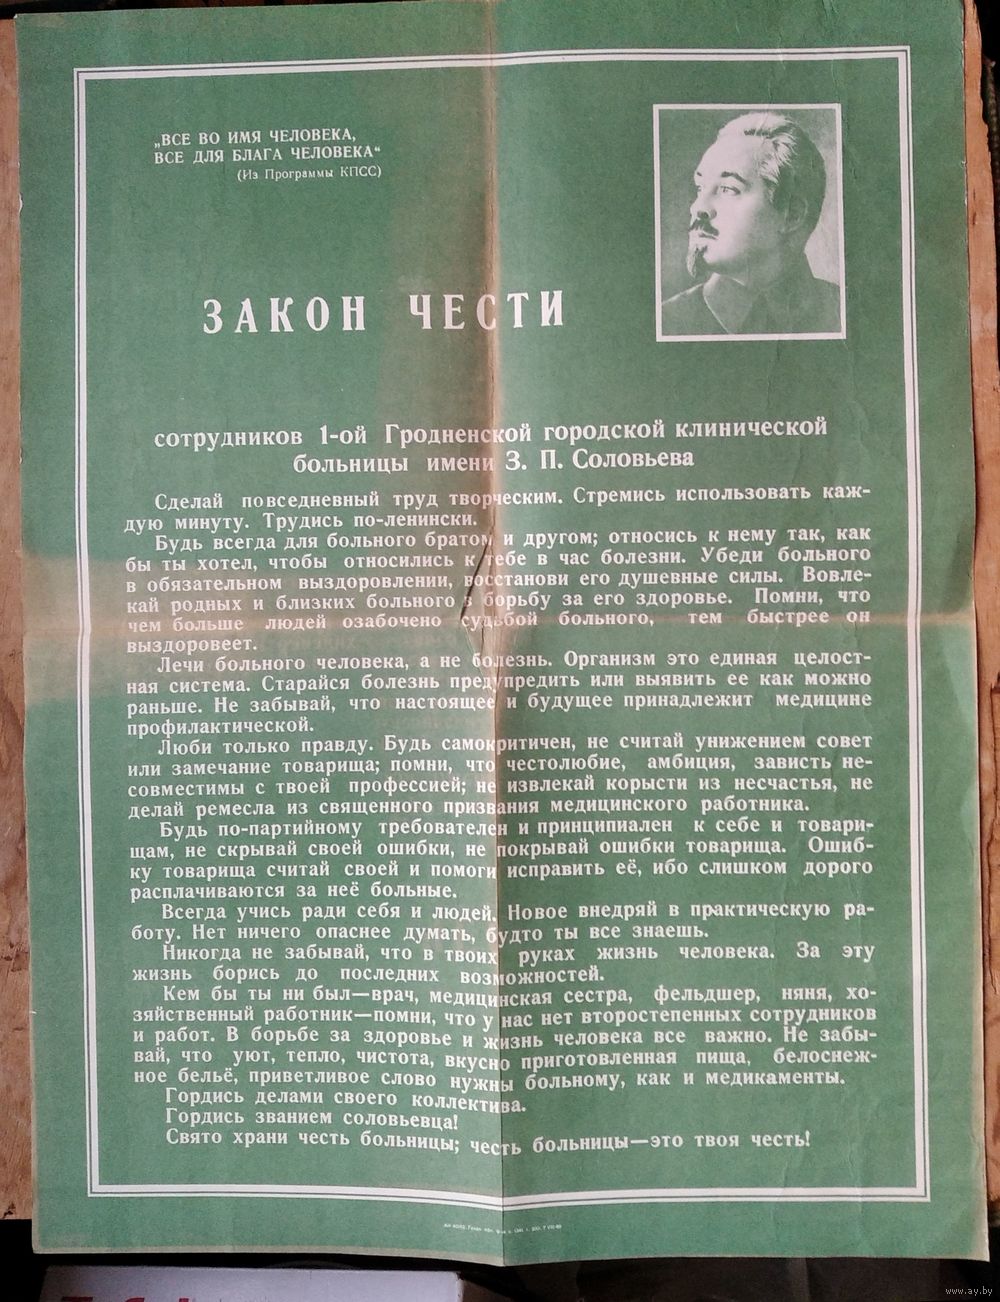 „ВСЕ ВО ИМЯ ЧЕЛОВЕКА,
ВСЕ ДЛЯ БЛАГА ЧЕЛОВЕКА“
(Из Программы КПСС)
ЗАКОН ЧЕСТИ
сотрудников 1-ой Гродненской городской клинической
больницы имени З. П. Соловьева
Сделай повседневный труд творческим. Стремись использовать каж-
дую минуту. Трудись по-ленински.
Будь всегда для больного братом и другом; относись к нему так, как
бы ты хотел, чтобы относились к тебе в час болезни. Убеди больного
в обязательном выздоровлении, восстанови его душевные силы. Вовле-
кай родных и близких больного в борьбу за его здоровье. Помни, что
чем больше людей озабочено судьбой больного, тем быстрее он
выздоровеет.
Лечи больного человека, а не болезнь. Организм это единая целост-
ная система. Старайся болезнь предупредить или выявить ее как можно
раньше. Не забывай, что настоящее и будущее принадлежит медицине
профилактической.
Люби только правду. Будь самокритичен, не считай унижением совет
или замечание товарища; помни, что честолюбие, амбиция, зависть не-
совместимы с твоей профессией; не извлекай корысти из несчастья, не
делай ремесла из священного призвания медицинского работника.
Будь по-партийному требователен и принципиален к себе и товари-
щам, не скрывай своей ошибки, не покрывай ошибки товарища. Ошиб-
ку товарища считай своей и помоги исправить её, ибо слишком дорого
расплачиваются за неё больные.
Всегда учись ради себя и людей. Новое внедряй в практическую ра-
боту. Нет ничего опаснее думать, будто ты все знаешь.
Никогда не забывай, что в твоих руках жизнь человека. За эту
жизнь борись до последних возможностей.
Кем бы ты ни был—врач, медицинская сестра, фельдшер, няня, хо-
зяйственный работник—помни, что у нас нет второстепенных сотрудников
и работ. В борьбе за здоровье и жизнь человека все важно. Не забы-
вай, что уют, тепло, чистота, вкусно приготовленная пища, белоснеж-
ное бельё, приветливое слово нужны больному, как и медикаменты.
Гордись делами своего коллектива.
Гордись званием соловьевца!
Свято храни честь больницы; честь больницы—это твоя честь!
www.ay.by